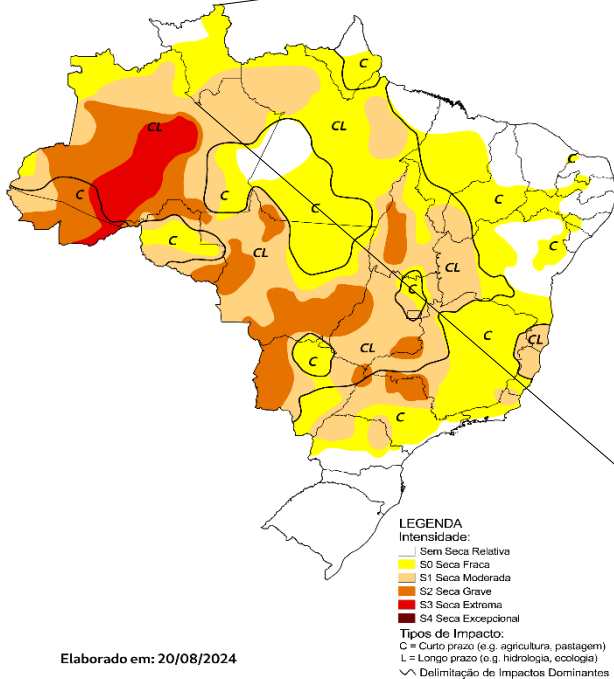 C
CL
C
C
C
C
C
CL
C
CL
C
C
CL
C
CL
C
LEGENDA
Intensidade:
Sem Seca Relativa
S0 Seca Fraca
S1 Seca Moderada
S2 Seca Grave
S3 Seca Extrema
S4 Seca Excepcional
Tipos de Impacto:
C = Curto prazo (e.g. agricultura, pastagem)
L = Longo prazo (e.g. hidrologia, ecologia)
Delimitação de Impactos Dominantes
Elaborado em: 20/08/2024